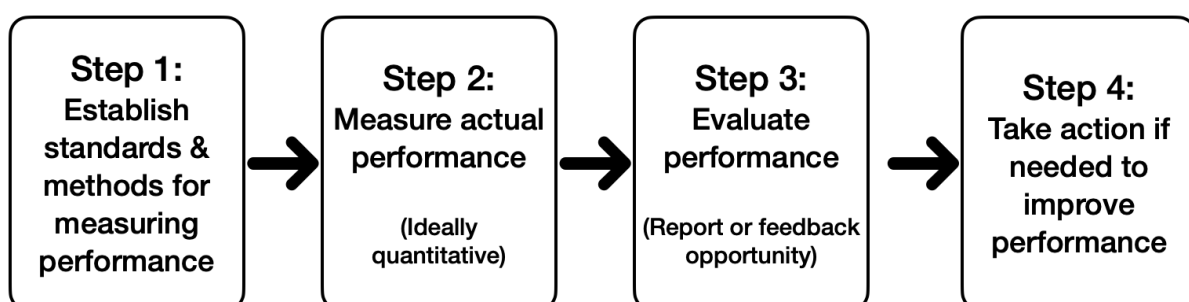 Step 1:
Establish
standards &
methods for
measuring
performance
Step 2:
Measure actual
performance
(Ideally
quantitative)
Step 3:
Evaluate
performance
(Report or feedback
opportunity)
Step 4:
Take action if
needed to
improve
performance